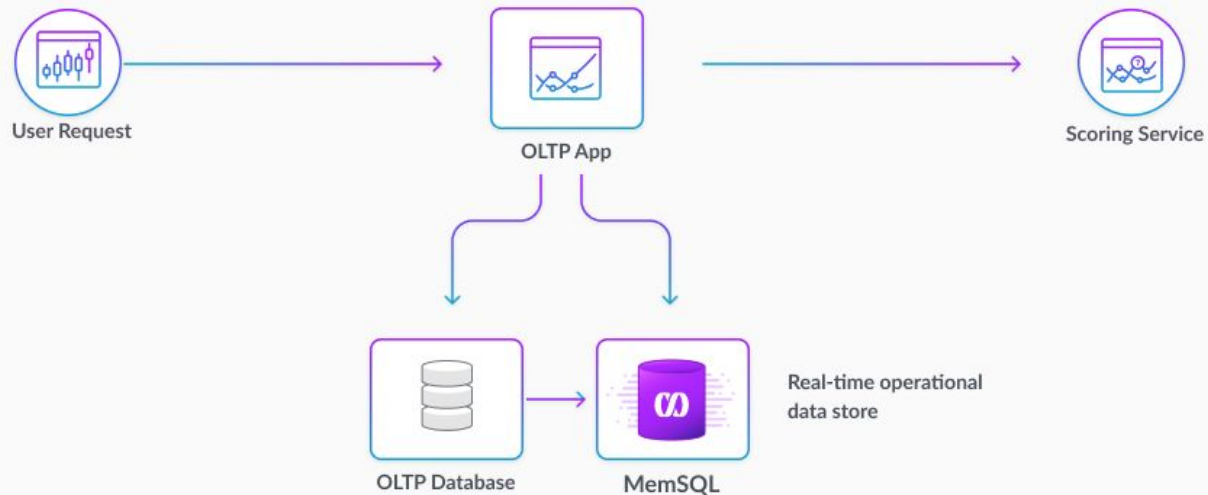 User Request
OLTP App
Scoring Service
Real-time operational
data store
OLTP Database
MemSQL